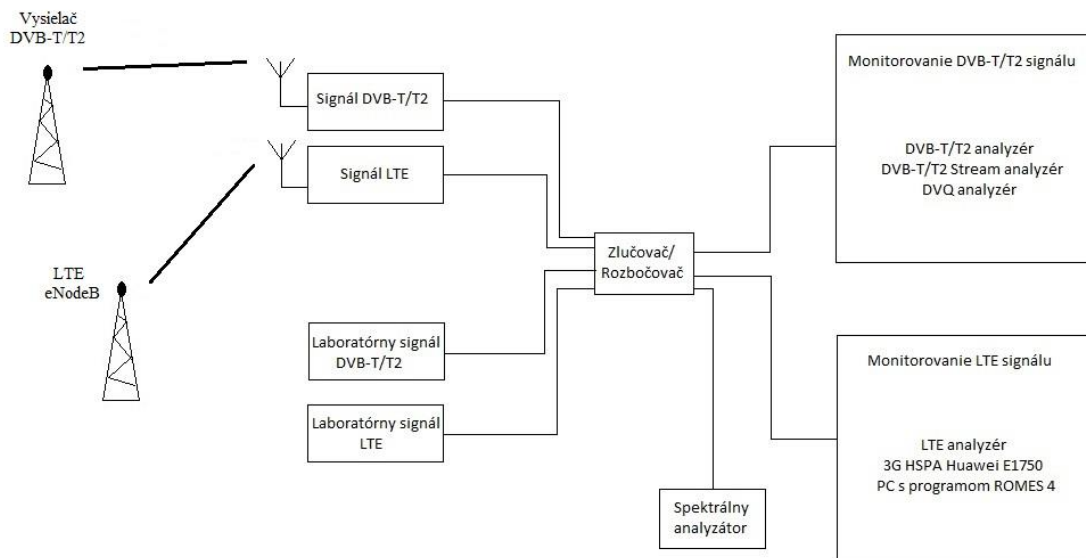 Vysielač
DVB-T/T2
Signál DVB-T/T2
Signál LTE
LTE
eNodeB
Laboratórny signál
DVB-T/T2
Laboratórny signál
LTE
Zlučovač/
Rozbočovač
Spektrálny
analyzátor
Monitorovanie DVB-T/T2 signálu
DVB-T/T2 analyzér
DVB-T/T2 Stream analyzér
DVQ analyzér
Monitorovanie LTE signálu
LTE analyzér
3G HSPA Huawei E1750
PC s programom ROMES 4